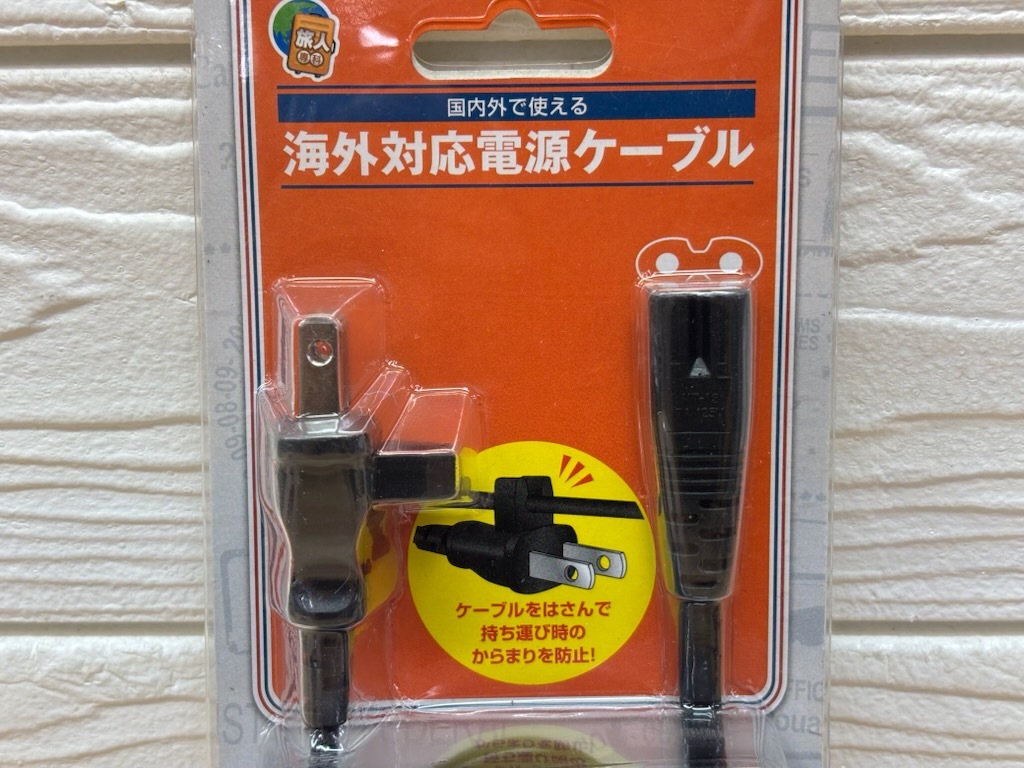 旅人
専科
国内外で使える
海外対応電源ケーブル
ケーブルをはさんで
持ち運び時の
からまりを防止!